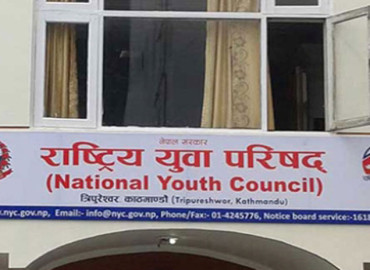 नेपाल सरकार
राष्ट्रिय युवा परिषद
(National Youth Council)
त्रिपुरेश्वर काठमाण्डौ (Tripureshwor, Kathmandu)
.nyc.gov.np, Email:- info@nyc.gov.np, Phone/Fax:- 01-4245776, Notice board service:-1618